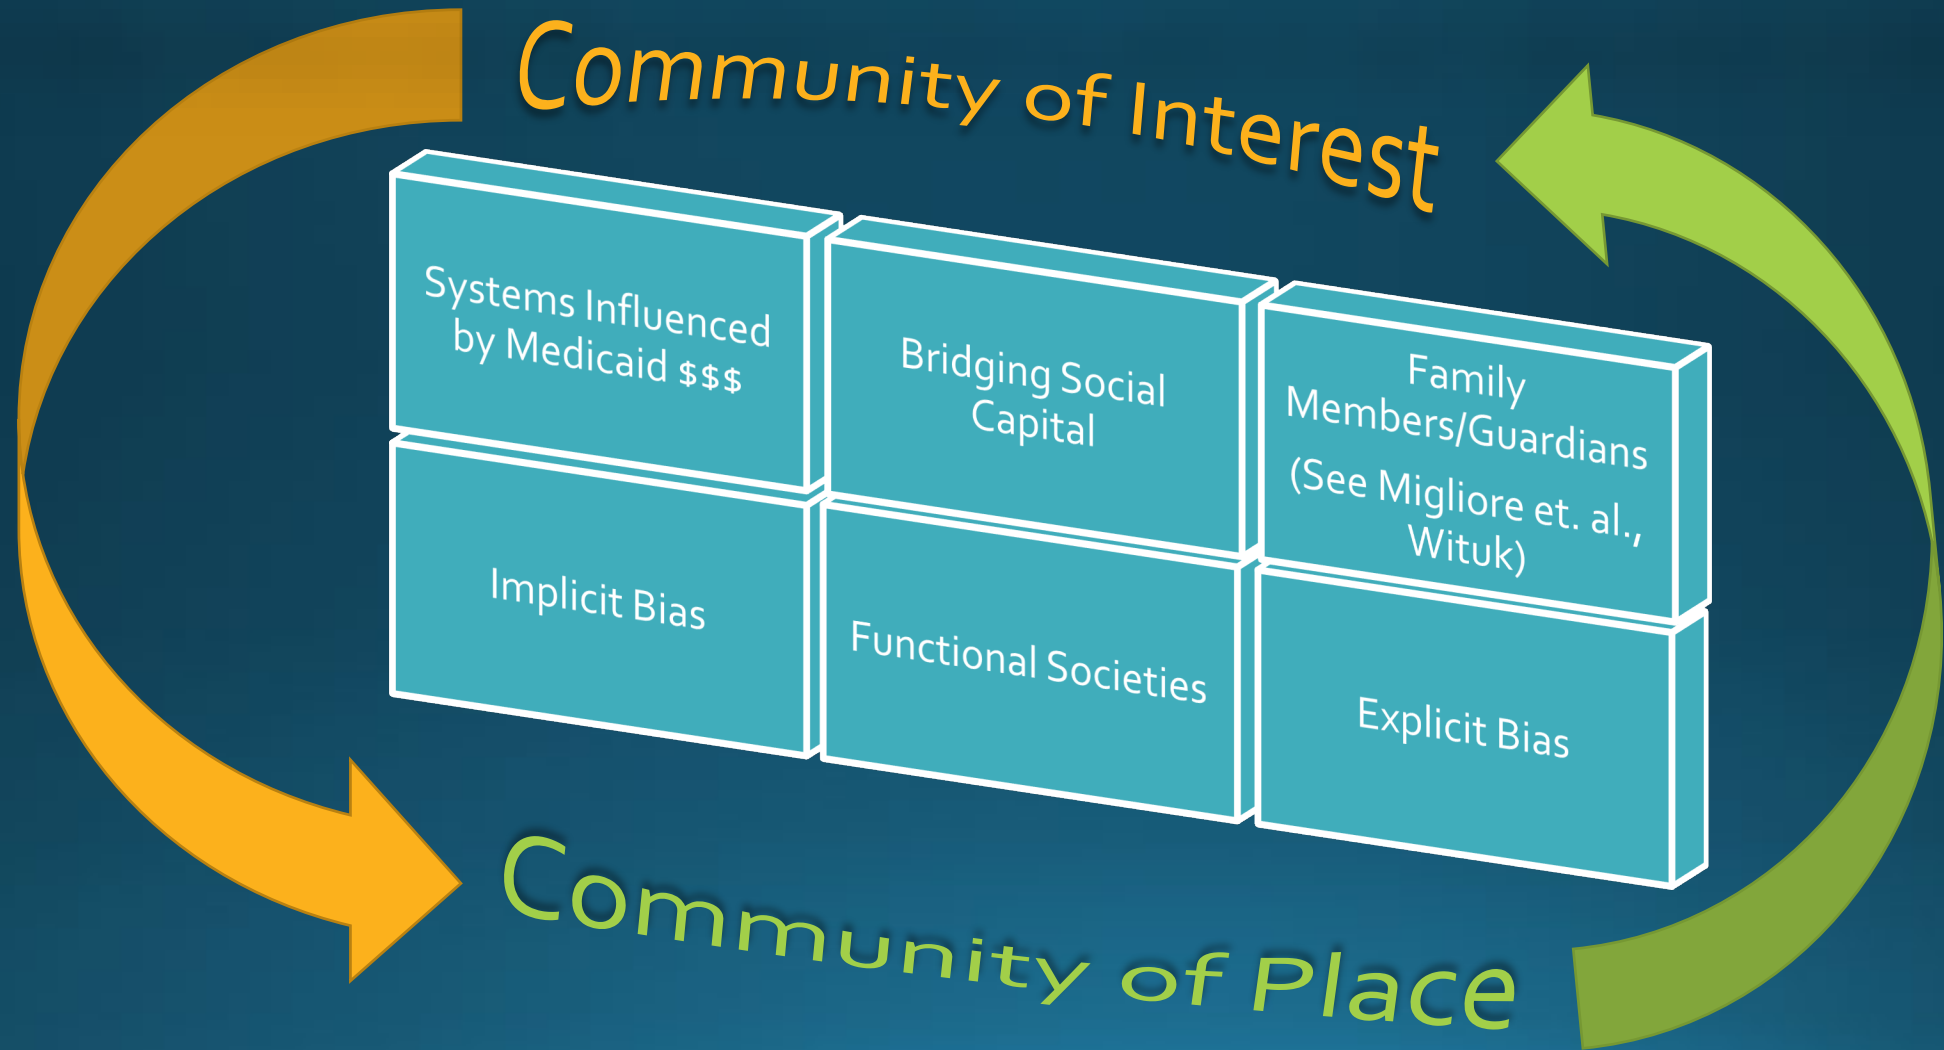 Community of Interest
Systems Influenced
by Medicaid $$$
Bridging Social
Capital
Family
Members/Guardians
(See Migliore et. al.,
Wituk)
Implicit Bias
Functional Societies
Explicit Bias
Community of Place